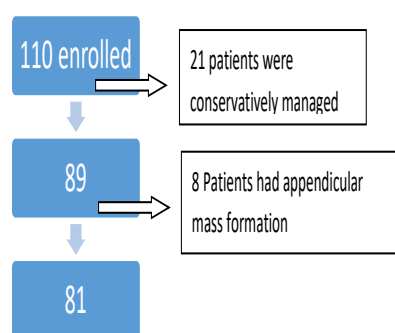 110 enrolled
21 patients were
conservatively managed
89
8 Patients had appendicular
mass formation
81